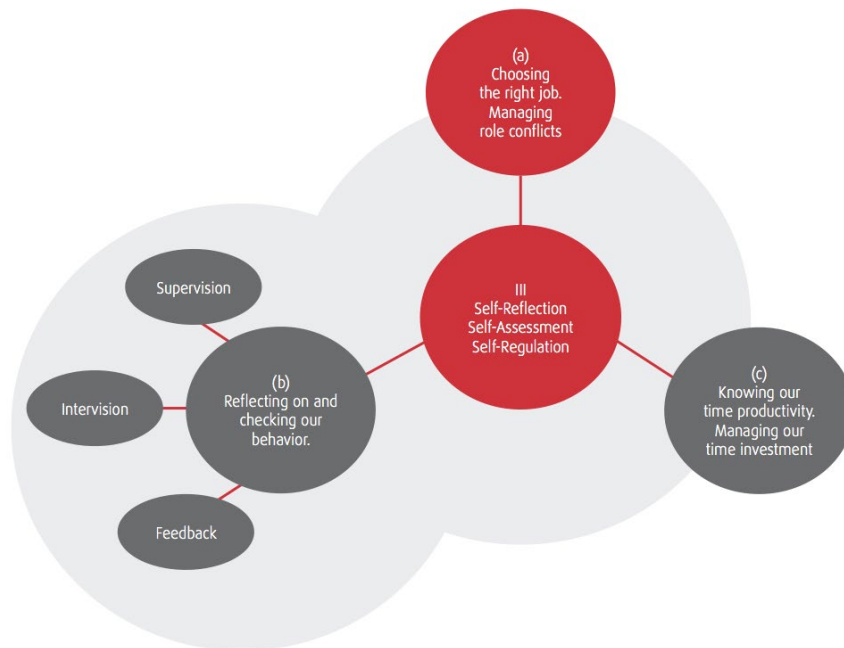 (a)
Choosing
the right job.
Managing
role conflicts
III
Self-Reflection
Self-Assessment
Self-Regulation
Supervision
(b)
Reflecting on and
checking our
behavior.
Intervision
Feedback
(c)
Knowing our
time productivity.
Managing our
time investment